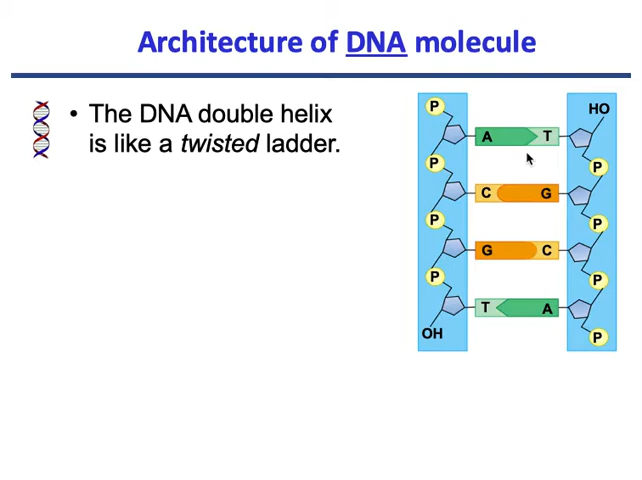 Architecture of DNA molecule
• The DNA double helix
is like a twisted ladder.
P
HO
A T
P
P
C G
P
P
G C
P
P
T A
OH
P